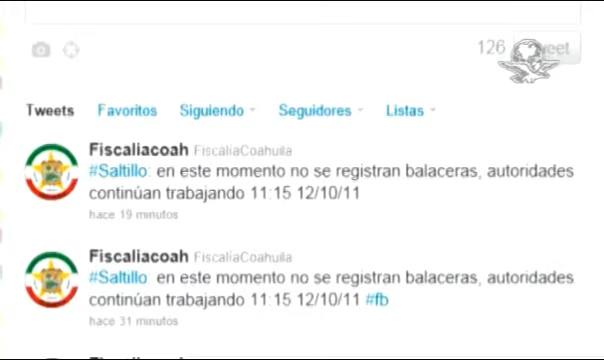 126 Tweet
Tweets Favoritos Siguiendo Seguidores Listas
Fiscaliacoah FiscáliaCoahuila
#Saltillo: en este momento no se registran balaceras, autoridades
continúan trabajando 11:15 12/10/11
hace 19 minutos
Fiscaliacoah FiscalíaCoahuila
#Saltillo: en este momento no se registran balaceras, autoridades
continúan trabajando 11:15 12/10/11 #fb
hace 31 minutos